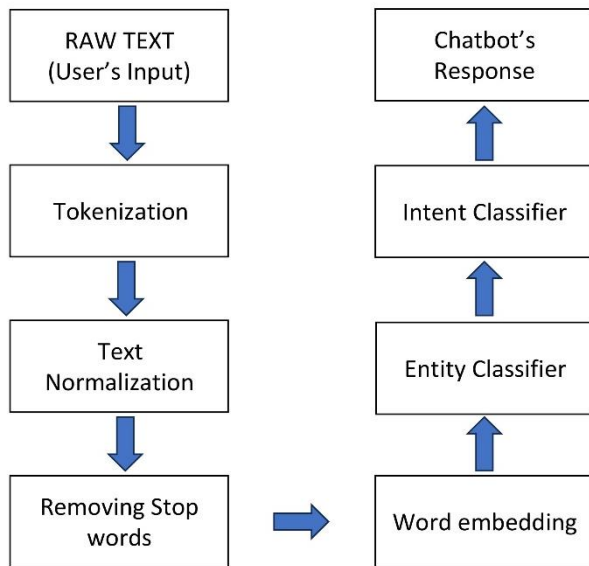 RAW TEXT
(User's Input)
Tokenization
Text
Normalization
Removing Stop
words
Word embedding
Entity Classifier
Intent Classifier
Chatbot's
Response